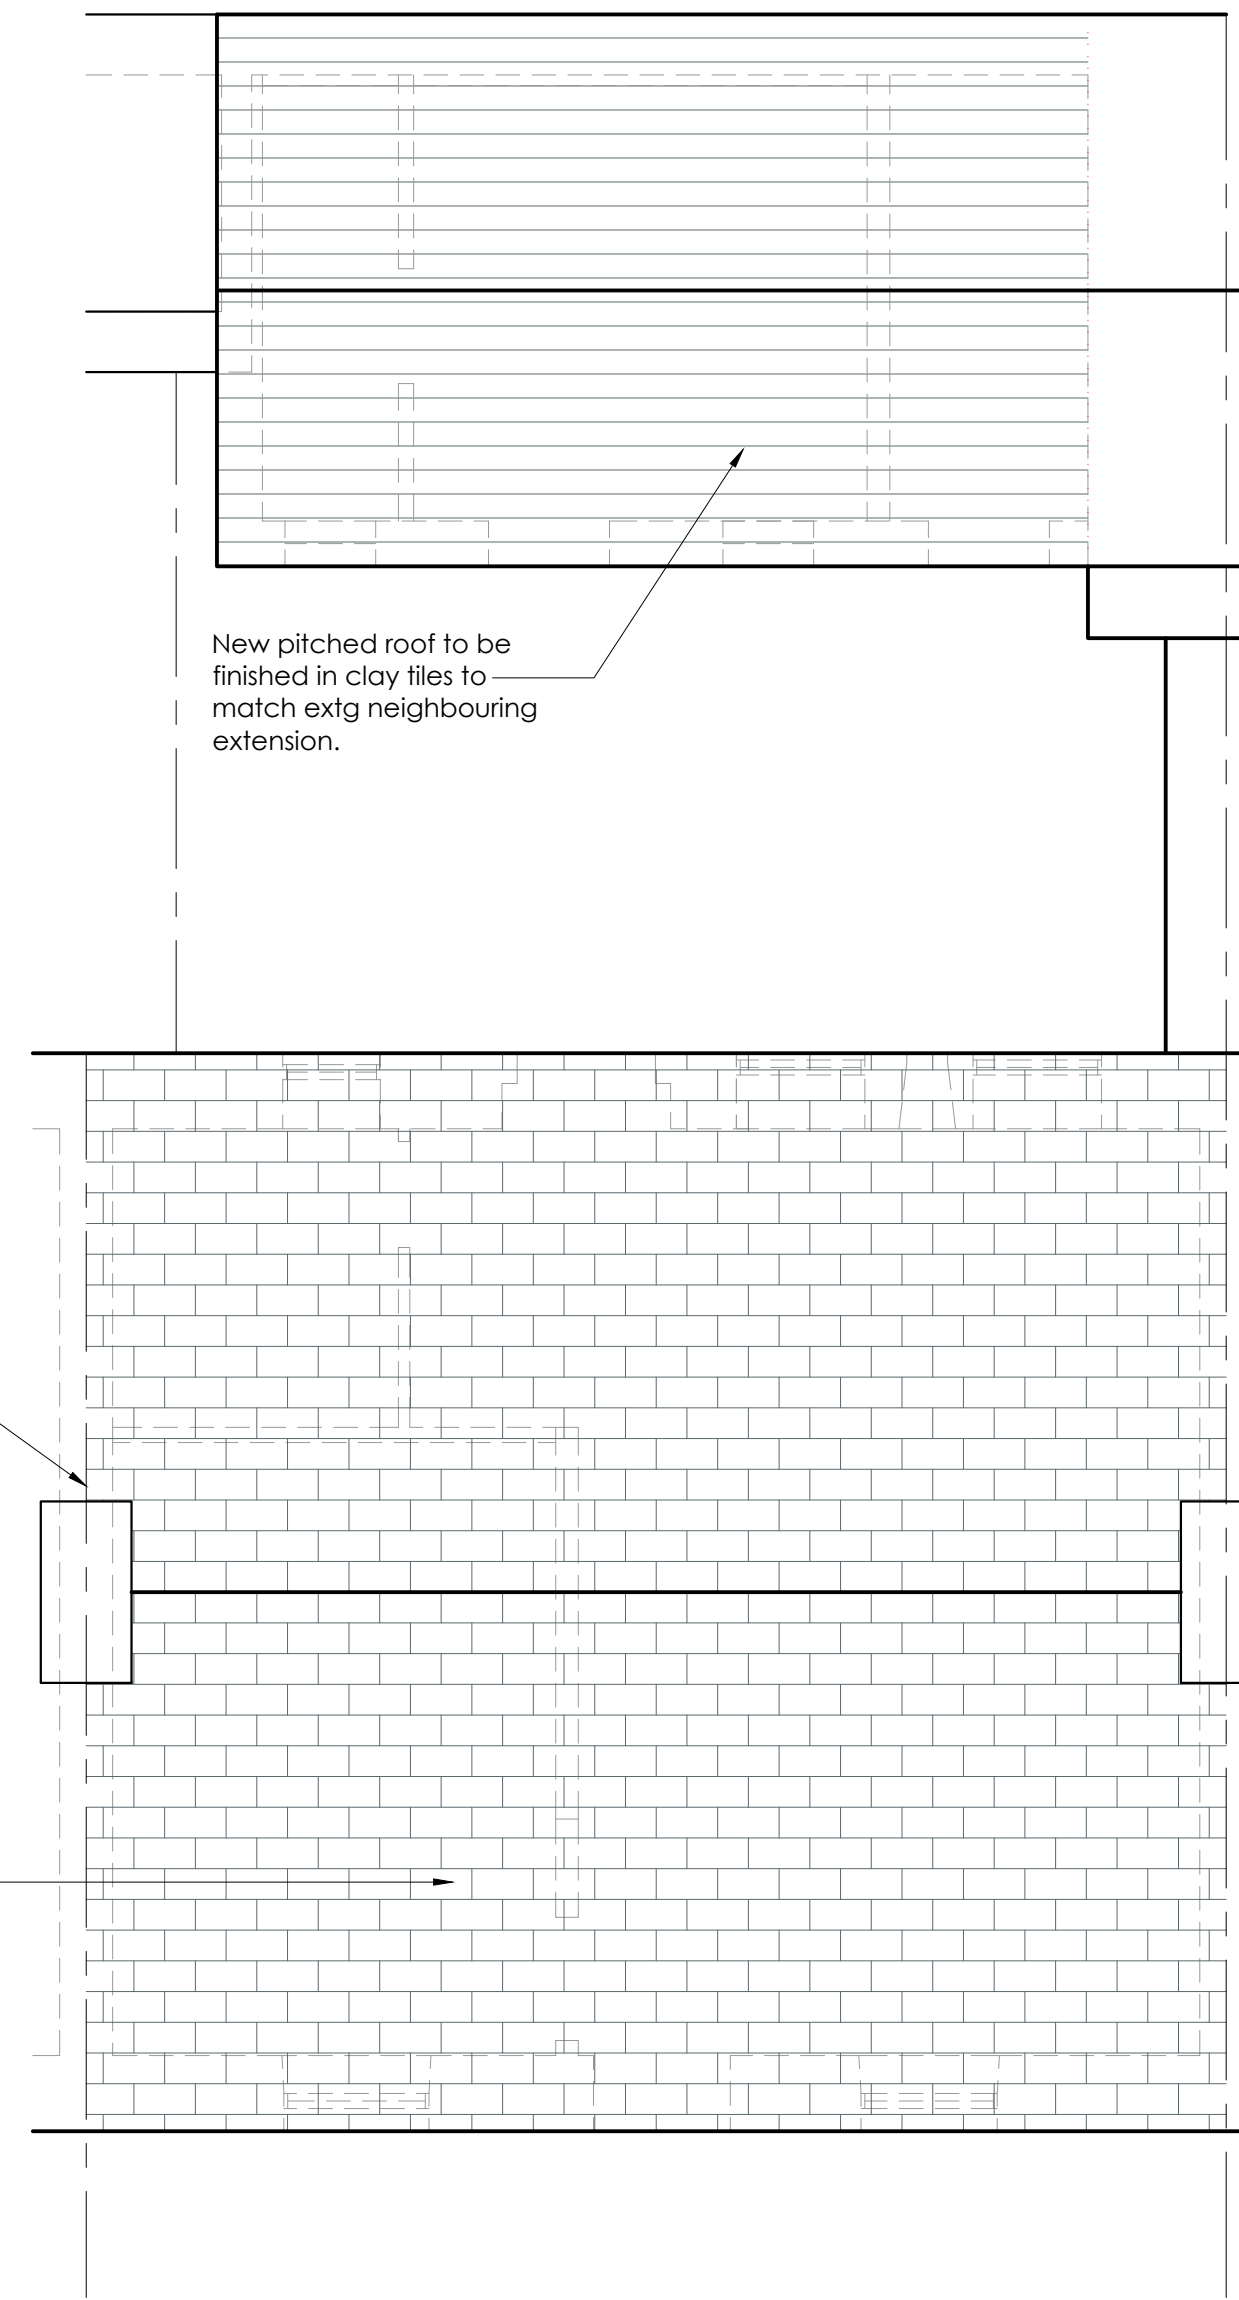 New pitched roof to be
finished in clay tiles to
match extg neighbouring
extension.